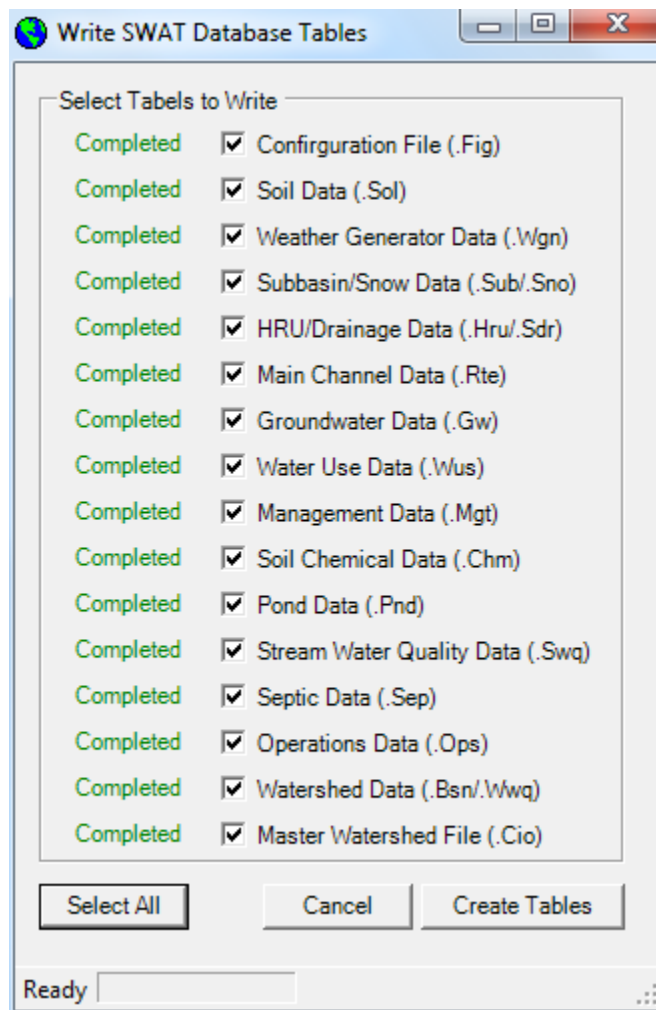 Write SWAT Database Tables
Select Tabels to Write
Completed Confirguration File (.Fig)
Completed Soil Data (.Sol)
Completed Weather Generator Data (.Wgn)
Completed Subbasin/Snow Data (.Sub/.Sno)
Completed HRU/Drainage Data (.Hru/.Sdr)
Completed Main Channel Data (.Rte)
Completed Groundwater Data (.Gw)
Completed Water Use Data (.Wus)
Completed Management Data (.Mgt)
Completed Soil Chemical Data (.Chm)
Completed Pond Data (.Pnd)
Completed Stream Water Quality Data (.Swq)
Completed Septic Data (.Sep)
Completed Operations Data (.Ops)
Completed Watershed Data (.Bsn/.Wwq)
Completed Master Watershed File (.Cio)
Select All Cancel Create Tables
Ready